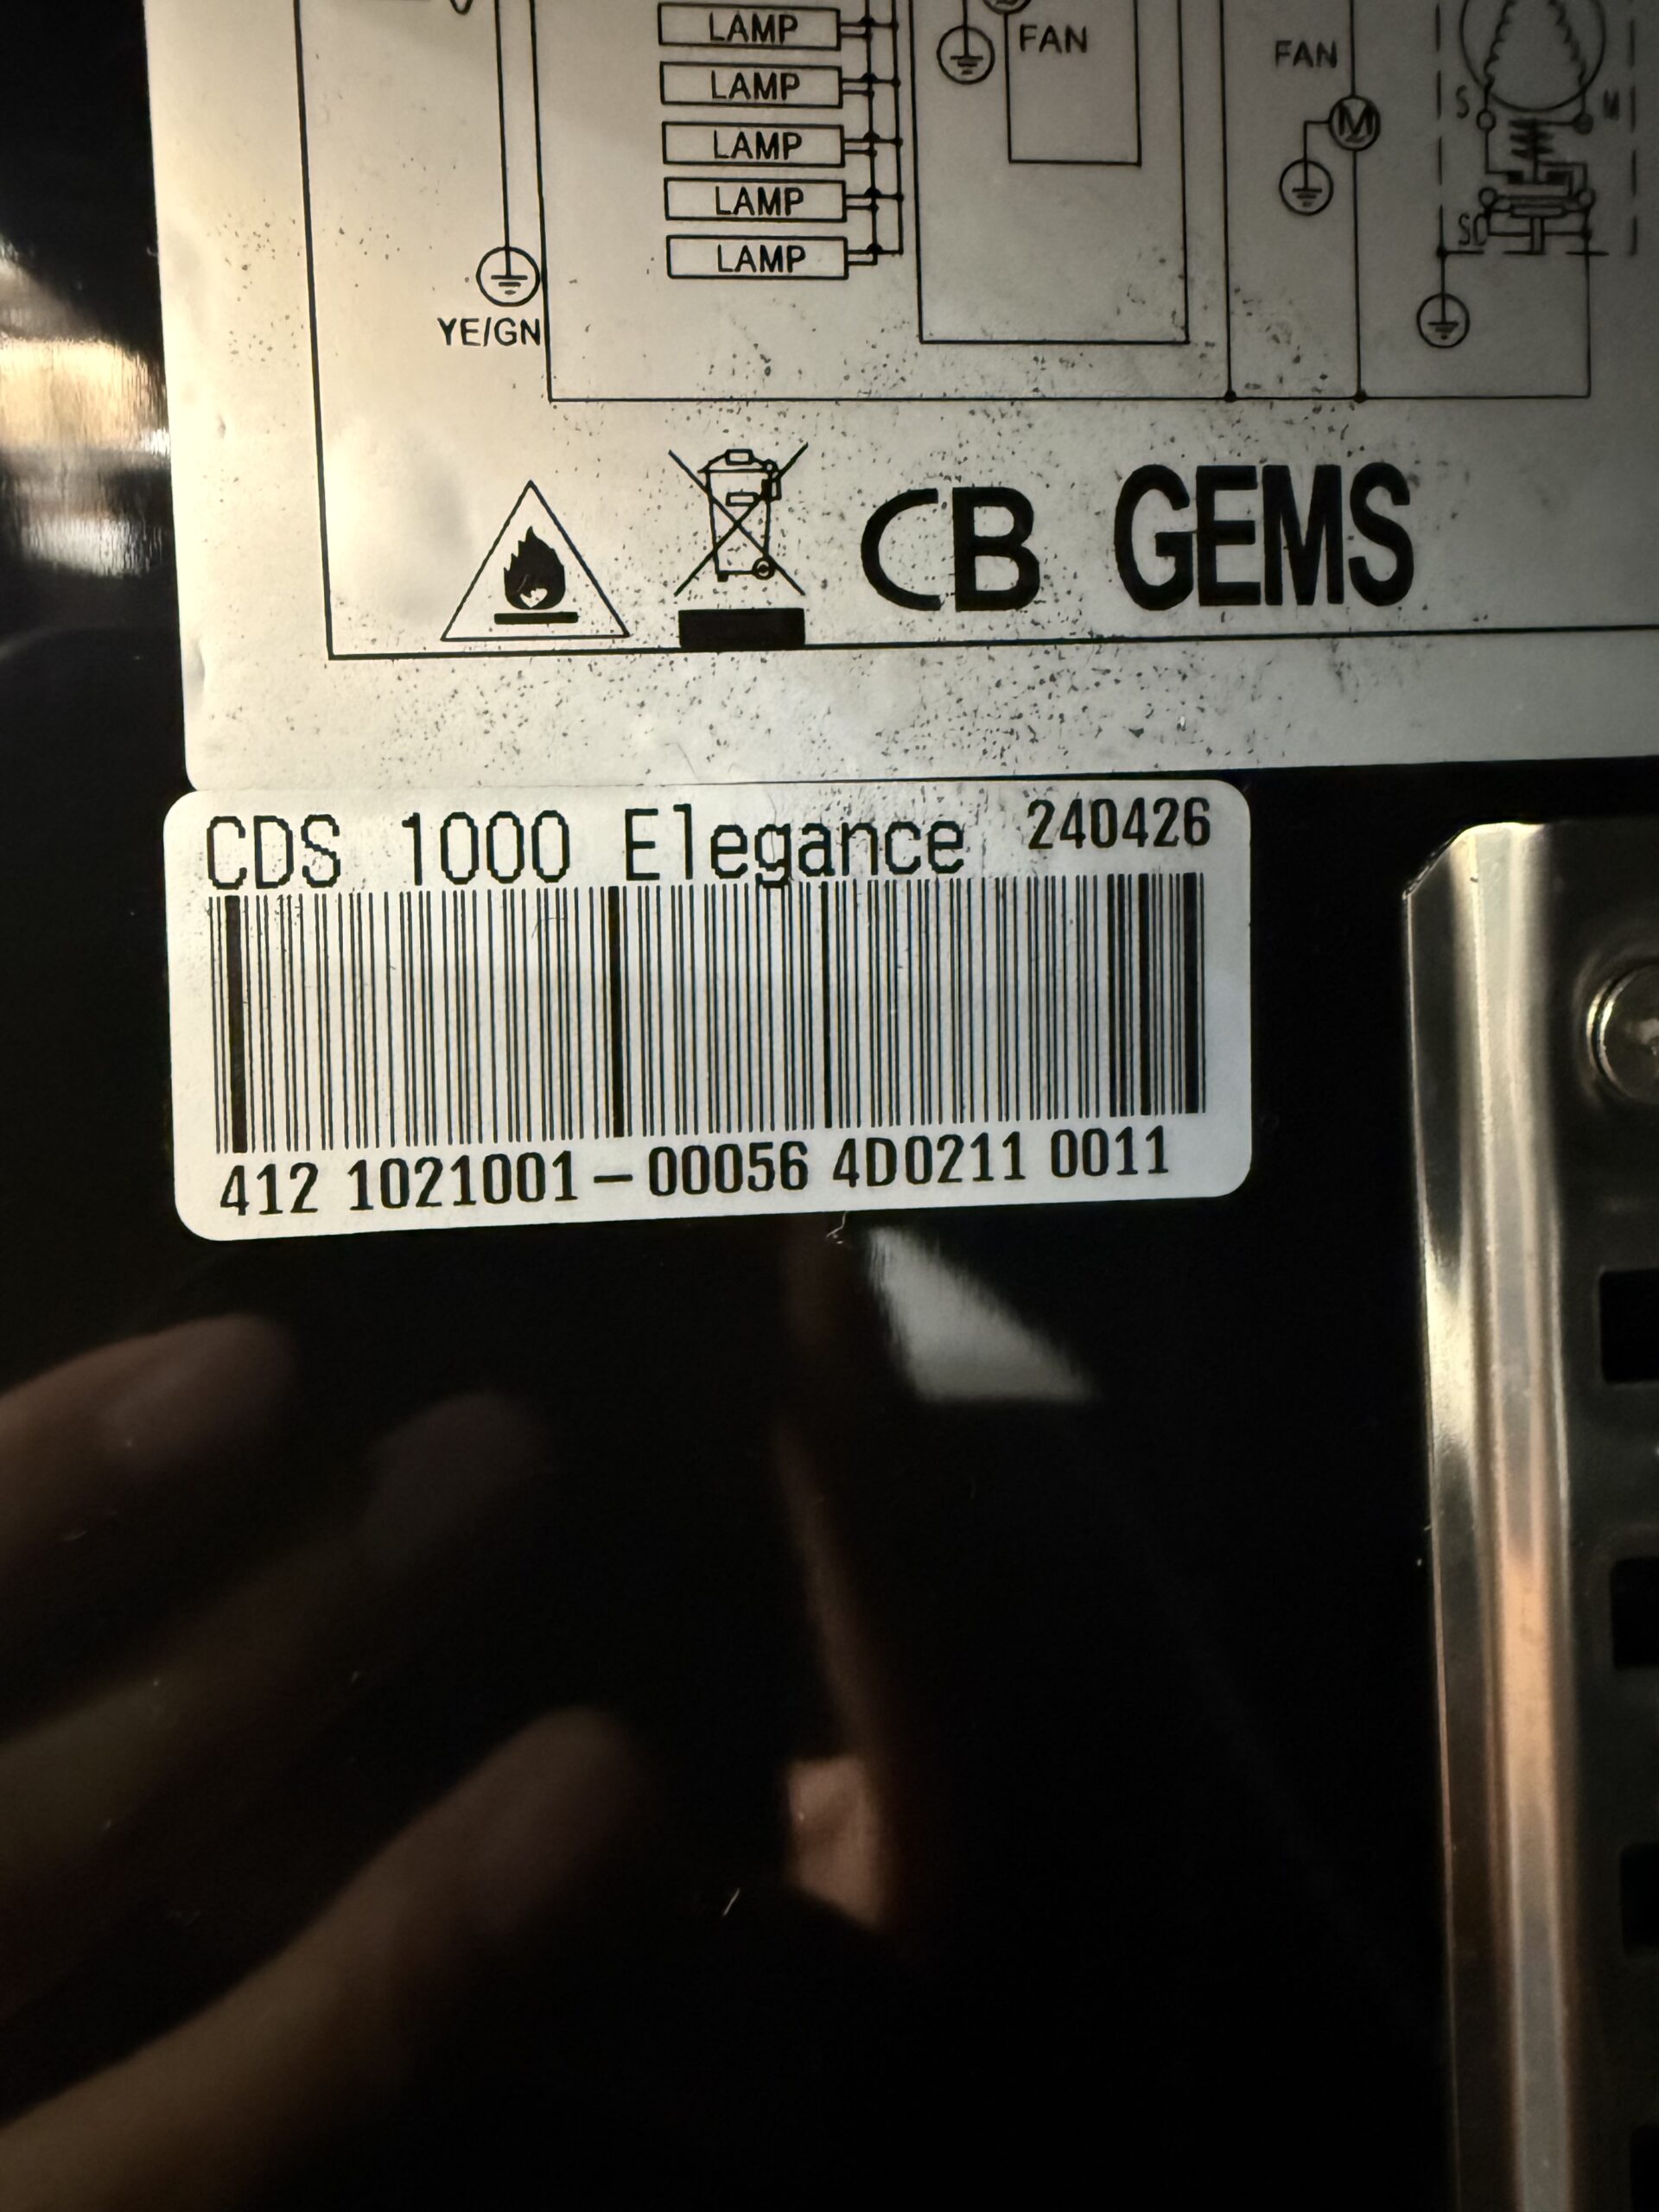 LAMP
FAN
LAMP
FAN
LAMP
S
M
M
LAMP
LAMP
SC
YE/GN
CB GEMS
CDS 1000 Elegance 240426
412 1021001-00056 4D0211 0011